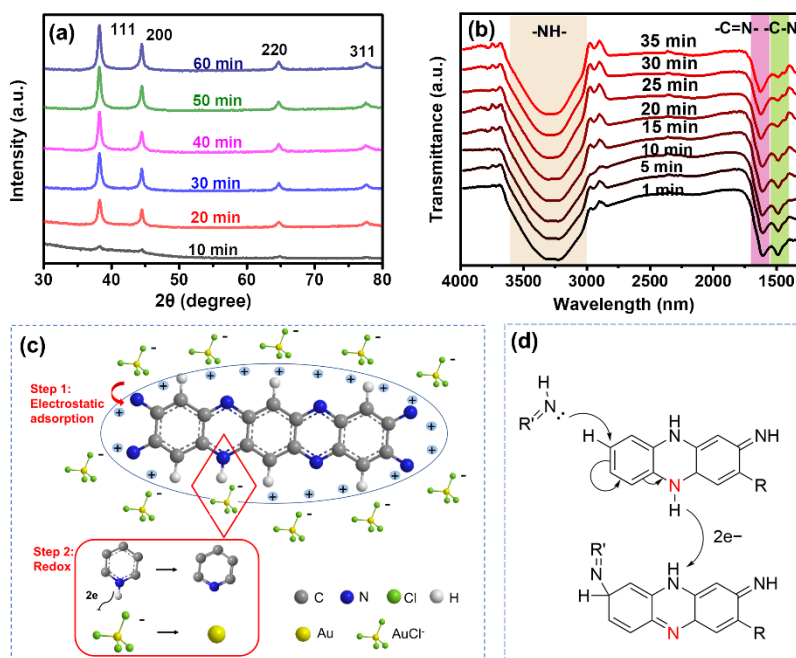 (a)
111
200
220
311
60 min
50 min
40 min
30 min
20 min
10 min
Intensity (a.u.)
30 40 50 60 70 80
2θ (degree)
(b)
-NH-
-C=N-
-C-N
35 min
30 min
25 min
20 min
15 min
10 min
5 min
1 min
Transmittance (a.u.)
4000 3500 3000 2500 2000 1500
Wavelength (nm)
(c)
- - - - -
Step 1:
Electrostatic
adsorption
+ + + + + + + + + + + + + + + + + +
- - - - - - -
Step 2:
Redox
2e
-
C N Cl H
Au AuCl-
(d)
H
N:
R'
H
H
N
NH
N
R
H
2e−
R'
N
H
H
N
NH
N
R